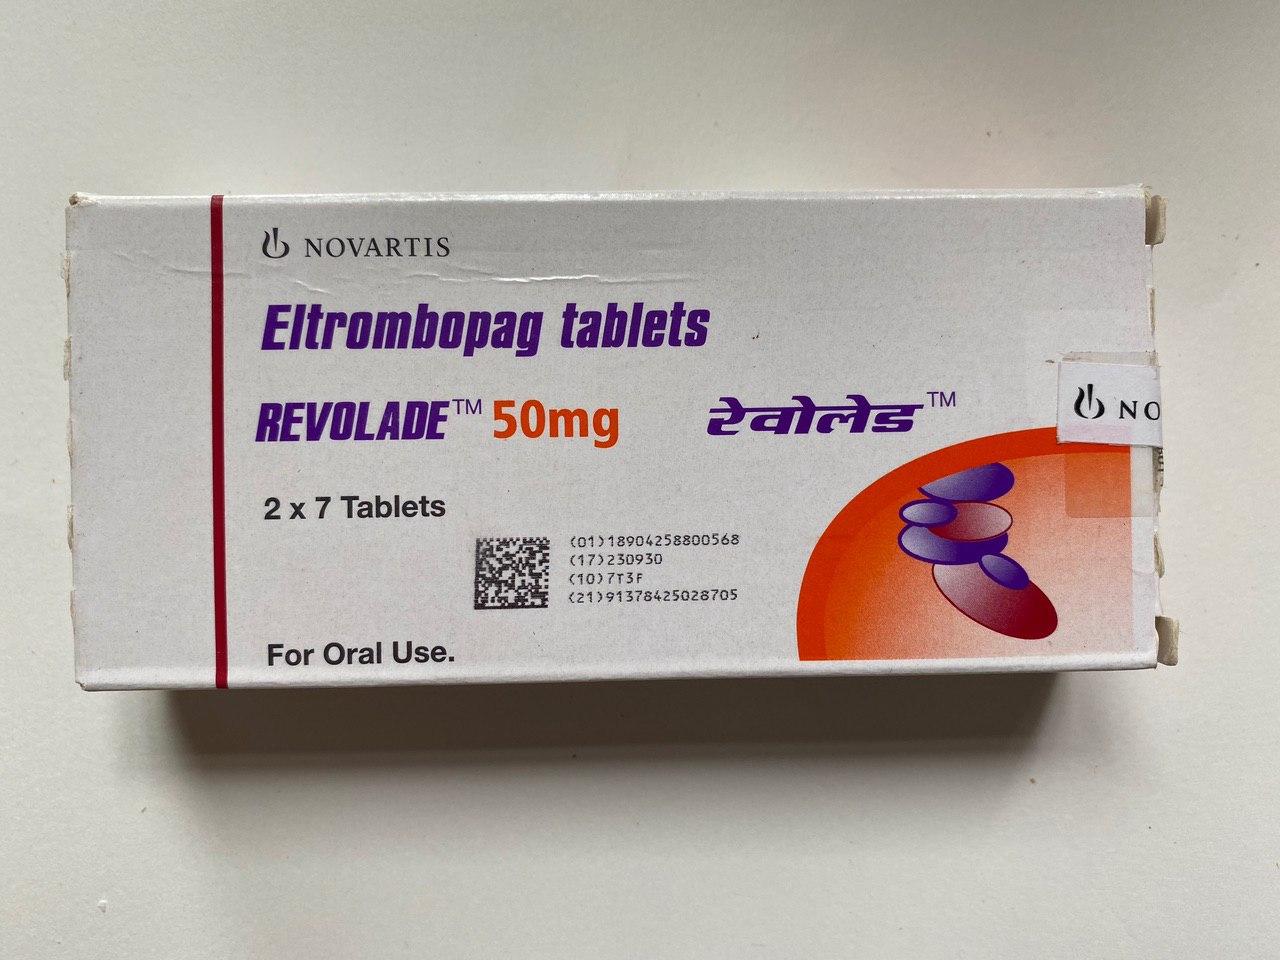 NOVARTIS
Eltrombopag tablets
REVOLADE™ 50mg रेवोलेड™
NO
2 x 7 Tablets
(01)18904258800568
(17)230930
(10)7T3F
(21)91378425028705
For Oral Use.